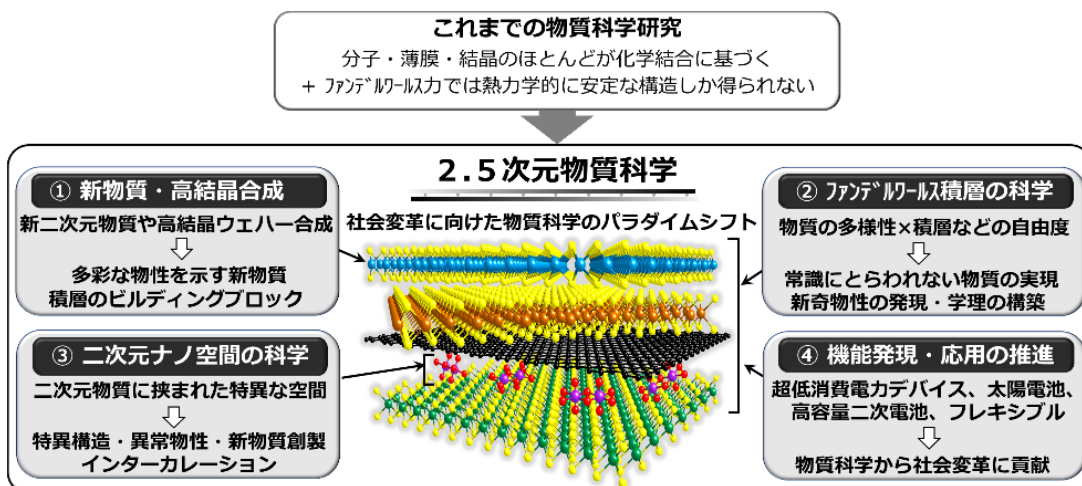 これまでの物質科学研究
分子・薄膜・結晶のほとんどが化学結合に基づく
+ ﾌｧﾝﾃﾞﾙﾜｰﾙｽ力では熱力学的に安定な構造しか得られない
2.5次元物質科学
社会変革に向けた物質科学のパラダイムシフト
① 新物質・高結晶合成
新二次元物質や高結晶ウェハー合成
多彩な物性を示す新物質
積層のビルディングブロック
② ﾌｧﾝﾃﾞﾙﾜｰﾙｽ積層の科学
物質の多様性×積層などの自由度
常識にとらわれない物質の実現
新奇物性の発現・学理の構築
③ 二次元ナノ空間の科学
二次元物質に挟まれた特異な空間
特異構造・異常物性・新物質創製
インターカレーション
④ 機能発現・応用の推進
超低消費電力デバイス、太陽電池、
高容量二次電池、フレキシブル
物質科学から社会変革に貢献